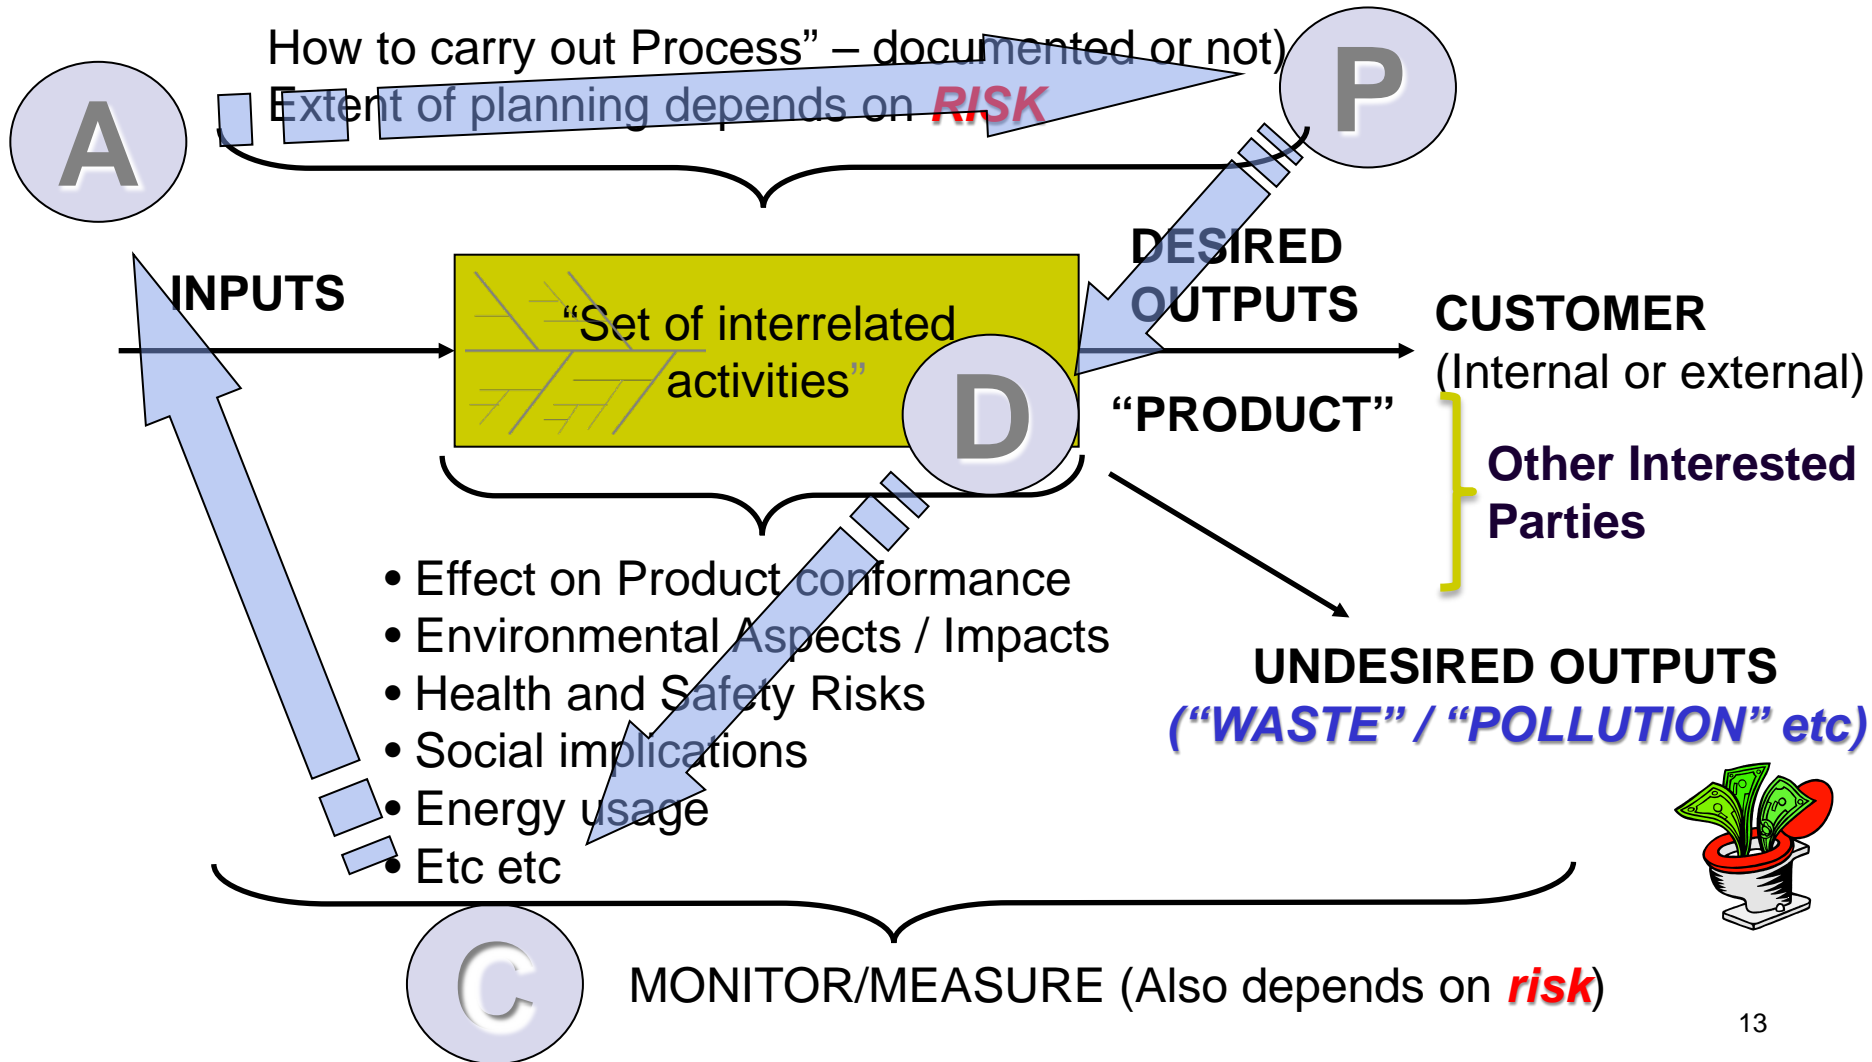 How to carry out Process” – documented or not)
Extent of planning depends on RISK
A
P
INPUTS
“Set of interrelated
activities”
D
DESIRED
OUTPUTS
“PRODUCT”
CUSTOMER
(Internal or external)
Other Interested
Parties
• Effect on Product conformance
• Environmental Aspects / Impacts
• Health and Safety Risks
• Social implications
• Energy usage
• Etc etc
UNDESIRED OUTPUTS
(“WASTE” / “POLLUTION” etc)
C
MONITOR/MEASURE (Also depends on risk)
13